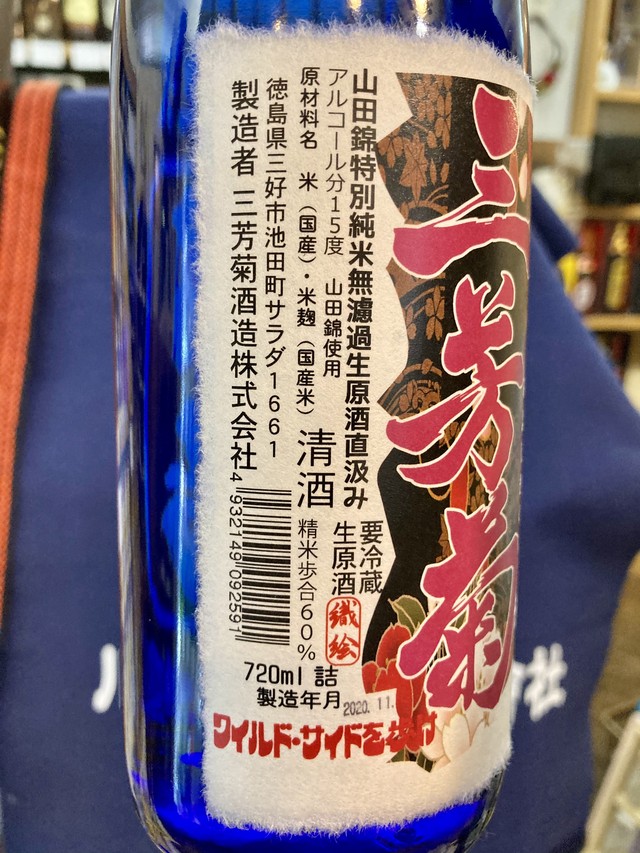 三芳菊
山田錦特別純米無濾過生原酒直汲み
アルコール分15度 山田錦使用
原材料名 米(国産)・米麹(国産米)
徳島県三好市池田町サラダ1661
製造者 三芳菊酒造株式会社
清酒
精米歩合60%
要冷蔵
生原酒
織絵
4 932149 092591
720ml 詰
製造年月 2020. 11.
ワイルド・サイドを歩け